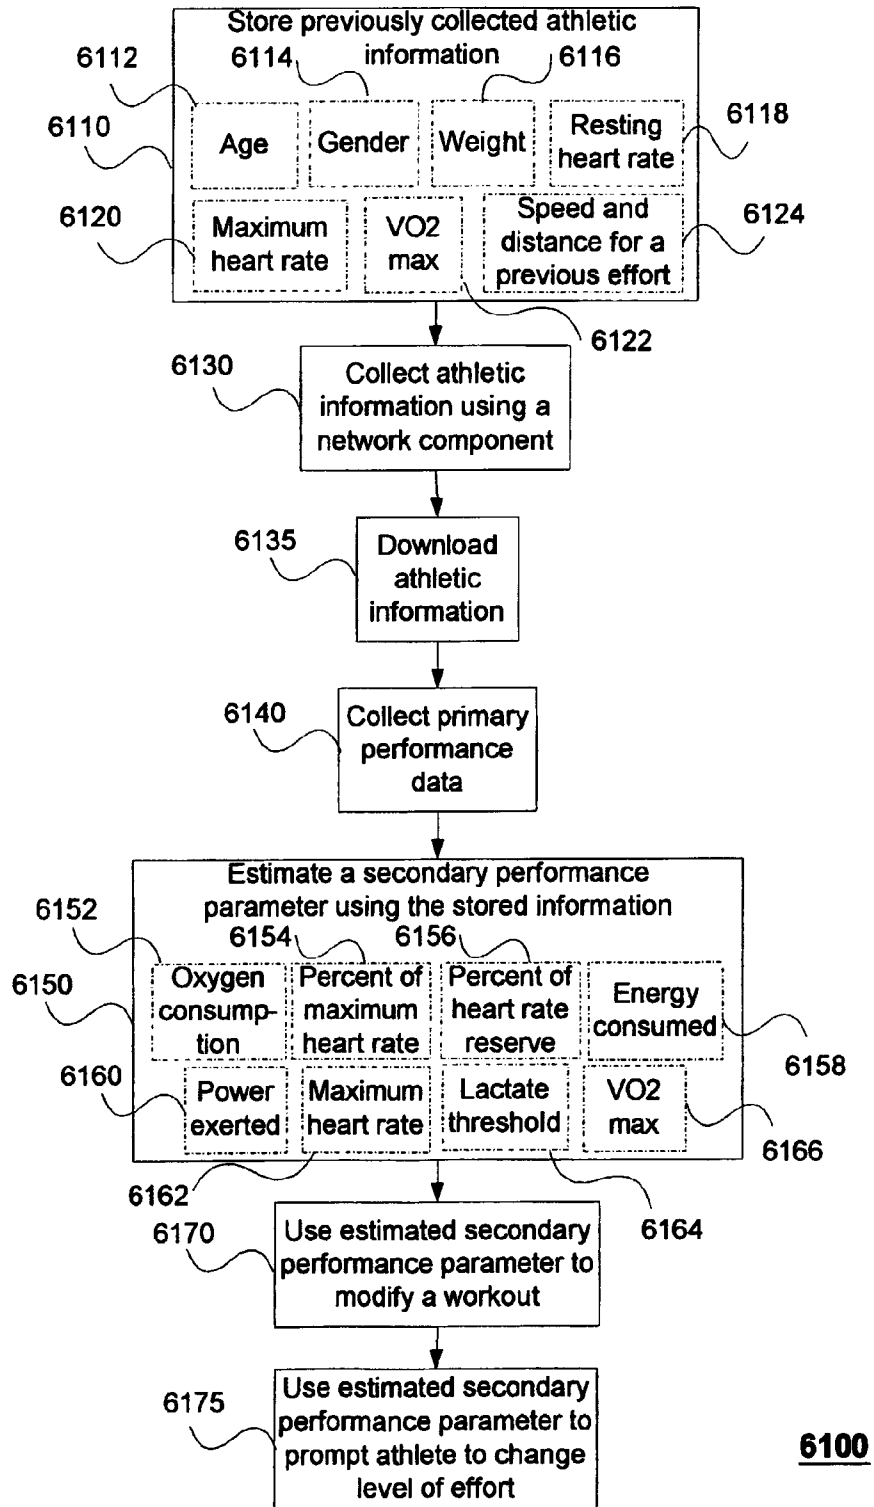 Store previously collected athletic
information
6112
6114
6116
6110
Age
Gender
Weight
Resting
heart rate
6118
6120
Maximum
heart rate
VO2
max
Speed and
distance for a
previous effort
6124
6122
6130
Collect athletic
information using a
network component
6135
Download
athletic
information
6140
Collect primary
performance
data
Estimate a secondary performance
parameter using the stored information
6152
6154
6156
6150
Oxygen
consump-
tion
Percent of
maximum
heart rate
Percent of
heart rate
reserve
Energy
consumed
6158
6160
Power
exerted
Maximum
heart rate
Lactate
threshold
VO2
max
6166
6162
6164
6170
Use estimated secondary
performance parameter to
modify a workout
6175
Use estimated secondary
performance parameter to
prompt athlete to change
level of effort
6100